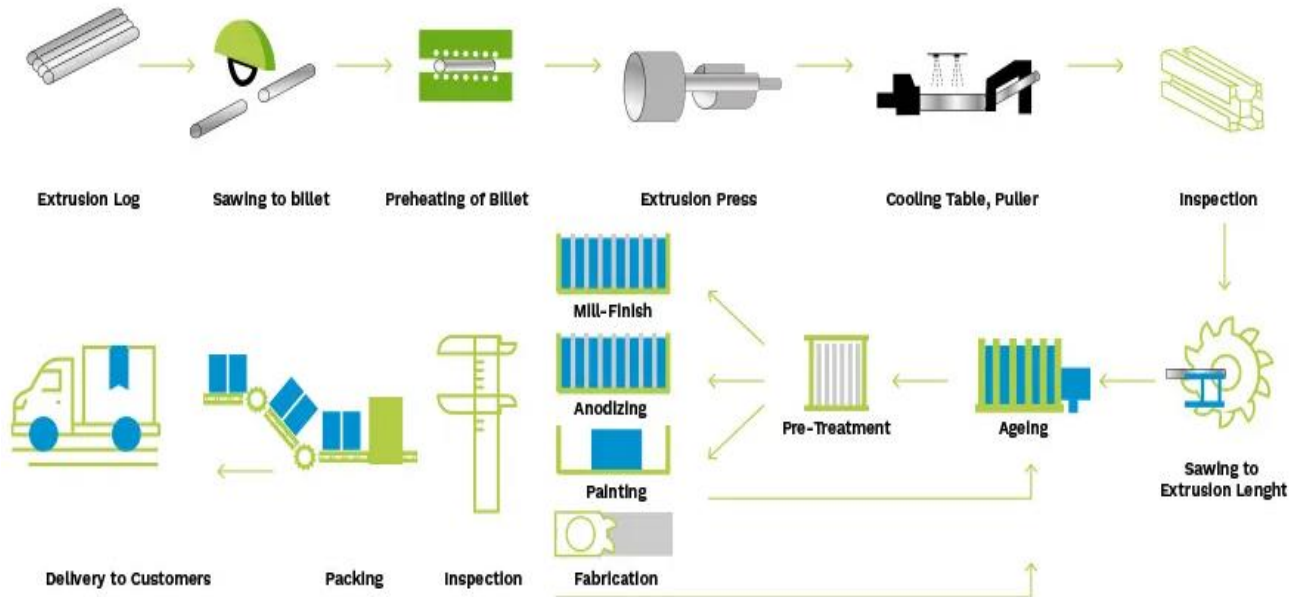 Extrusion Log
Sawing to billet
Preheating of Billet
Extrusion Press
Cooling Table, Puller
Inspection
Mill-Finish
Anodizing
Painting
Pre-Treatment
Ageing
Sawing to
Extrusion Lenght
Delivery to Customers
Packing
Inspection
Fabrication